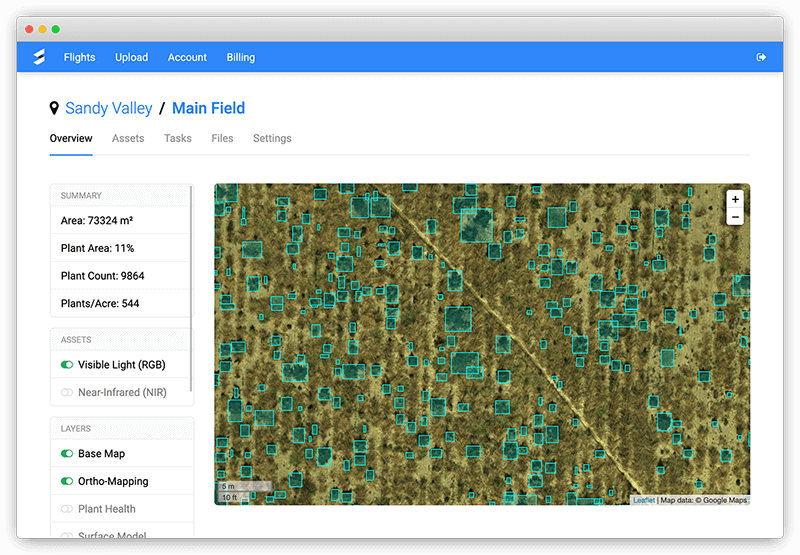 Flights Upload Account Billing
Sandy Valley / Main Field
Overview Assets Tasks Files Settings
SUMMARY
Area: 73324 m²
Plant Area: 11%
Plant Count: 9864
Plants/Acre: 544
ASSETS
Visible Light (RGB)
Near-Infrared (NIR)
LAYERS
Base Map
Ortho-Mapping
Plant Health
Surface Model
+
−
5 m
10 ft
Leaflet | Map data: © Google Maps